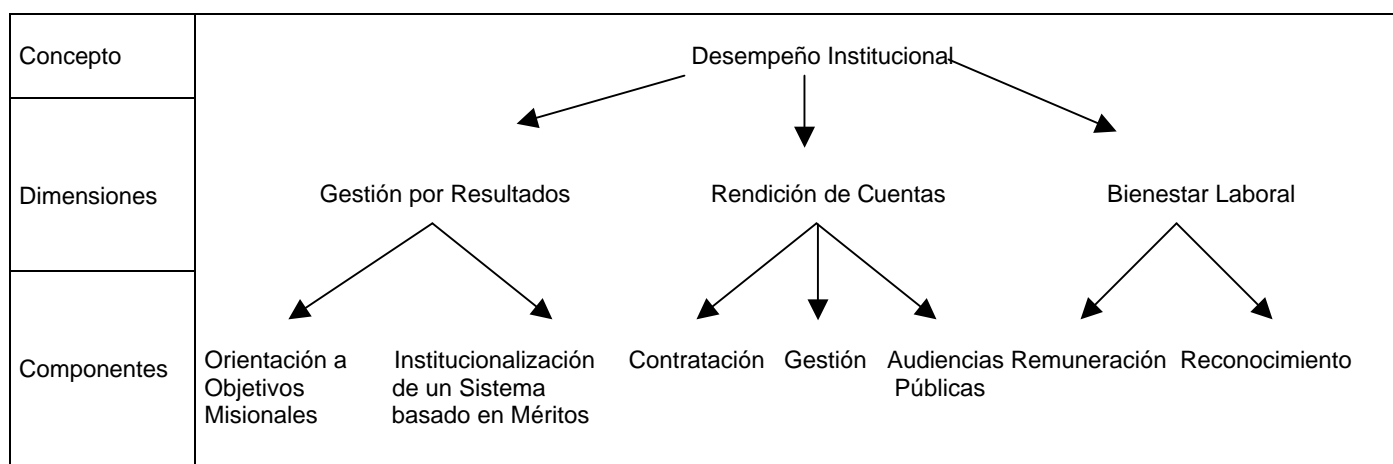 Concepto
Desempeño Institucional
Dimensiones
Gestión por Resultados
Rendición de Cuentas
Bienestar Laboral
Componentes
Orientación a
Objetivos
Misionales
Institucionalización
de un Sistema
basado en Méritos
Contratación
Gestión
Audiencias
Públicas
Remuneración
Reconocimiento